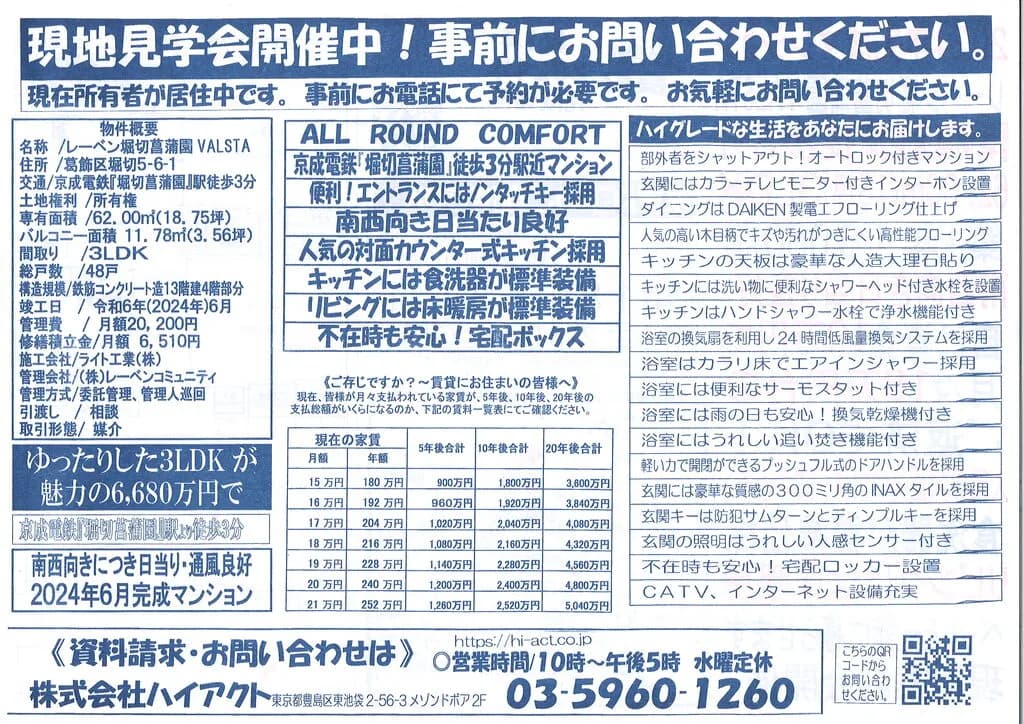 現地見学会開催中！事前にお問い合わせください。
現在所有者が居住中です。 事前にお電話にて予約が必要です。 お気軽にお問い合わせください。
物件概要
名称 /レーベン堀切菖蒲園VALSTA
住所 /葛飾区堀切5-6-1
交通/京成電鉄『堀切菖蒲園』駅徒歩3分
土地権利 /所有権
専有面積 /62.00㎡(18.75坪)
バルコニー面積 11.78㎡(3.56坪)
間取り /3LDK
総戸数 /48戸
構造規模/鉄筋コンクリート造13階建4階部分
竣工日 / 令和6年(2024年)6月
管理費 / 月額20,200円
修繕積立金/月額 6,510円
施工会社/ライト工業(株)
管理会社/(株)レーベンコミュニティ
管理方式/委託管理、管理人巡回
引渡し / 相談
取引形態/ 媒介
ゆったりした3LDKが
魅力の6,680万円で
京成電鉄『堀切菖蒲園』駅より徒歩3分
南西向きにつき日当り・通風良好
2024年6月完成マンション
ALL ROUND COMFORT
京成電鉄『堀切菖蒲園』徒歩3分駅近マンション
便利！エントランスにはノンタッチキー採用
南西向き日当たり良好
人気の対面カウンター式キッチン採用
キッチンには食洗器が標準装備
リビングには床暖房が標準装備
不在時も安心！宅配ボックス
《ご存じですか？～賃貸にお住まいの皆様へ》
現在、皆様が月々支払われている家賃が、5年後、10年後、20年後の
支払総額がいくらになるのか、下記の賃料一覧表にてご確認ください。
現在の家賃 5年後合計 10年後合計 20年後合計
月額 年額
15 万円 180 万円 900万円 1,800万円 3,600万円
16 万円 192 万円 960万円 1,920万円 3,840万円
17 万円 204 万円 1,020万円 2,040万円 4,080万円
18 万円 216 万円 1,080万円 2,160万円 4,320万円
19 万円 228 万円 1,140万円 2,280万円 4,560万円
20 万円 240 万円 1,200万円 2,400万円 4,800万円
21 万円 252 万円 1,260万円 2,520万円 5,040万円
ハイグレードな生活をあなたにお届けします。
部外者をシャットアウト！オートロック付きマンション
玄関にはカラーテレビモニター付きインターホン設置
ダイニングはDAIKEN製電エフローリング仕上げ
人気の高い木目柄でキズや汚れがつきにくい高性能フローリング
キッチンの天板は豪華な人造大理石貼り
キッチンには洗い物に便利なシャワーヘッド付き水栓を設置
キッチンはハンドシャワー水栓で浄水機能付き
浴室の換気扇を利用し24時間低風量換気システムを採用
浴室はカラリ床でエアインシャワー採用
浴室には便利なサーモスタット付き
浴室には雨の日も安心！換気乾燥機付き
浴室にはうれしい追い焚き機能付き
軽い力で開閉ができるプッシュフル式のドアハンドルを採用
玄関には豪華な質感の300ミリ角のINAXタイルを採用
玄関キーは防犯サムターンとディンプルキーを採用
玄関の照明はうれしい人感センサー付き
不在時も安心！宅配ロッカー設置
CATV、インターネット設備充実
《資料請求・お問い合わせは》
株式会社ハイアクト 東京都豊島区東池袋2-56-3メゾンドボア2F
https://hi-act.co.jp
○営業時間/10時～午後5時 水曜定休
03-5960-1260
こちらのQR
コードから
お問い合わ
せください。